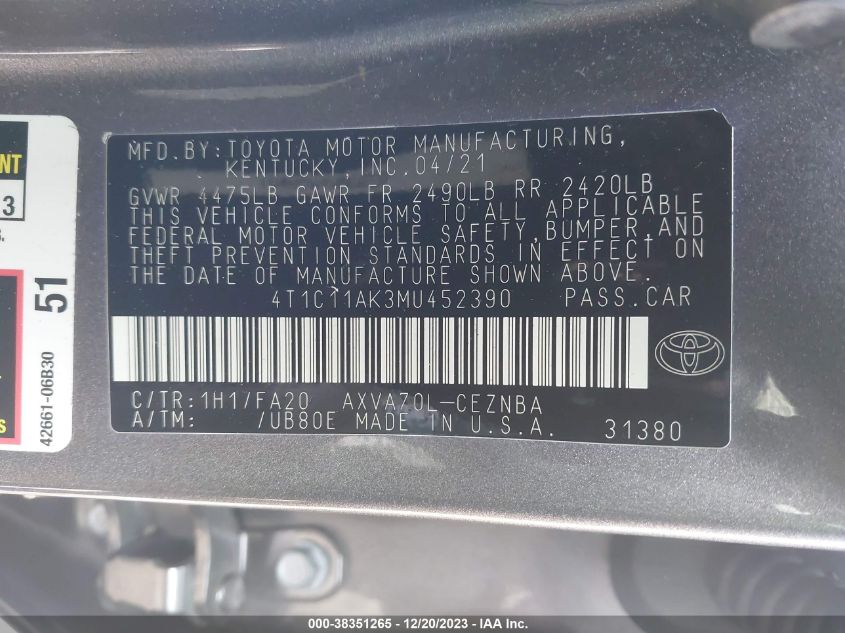 MFD.BY:TOYOTA MOTOR MANUFACTURING,
KENTUCKY,INC.04/21
GVWR 4475LB GAWR FR 2490LB RR 2420LB
THIS VEHICLE CONFORMS TO ALL APPLICABLE
FEDERAL MOTOR VEHICLE SAFETY,BUMPER,AND
THEFT PREVENTION STANDARDS IN EFFECT ON
THE DATE OF MANUFACTURE SHOWN ABOVE.
4T1C11AK3MU452390 PASS.CAR
C/TR:1H17/FA20 AXVA70L-CEZNBA
A/TM: /UB80E MADE IN U.S.A. 31380
51
42661-06B30
000-38351265 - 12/20/2023 - IAA, Inc.